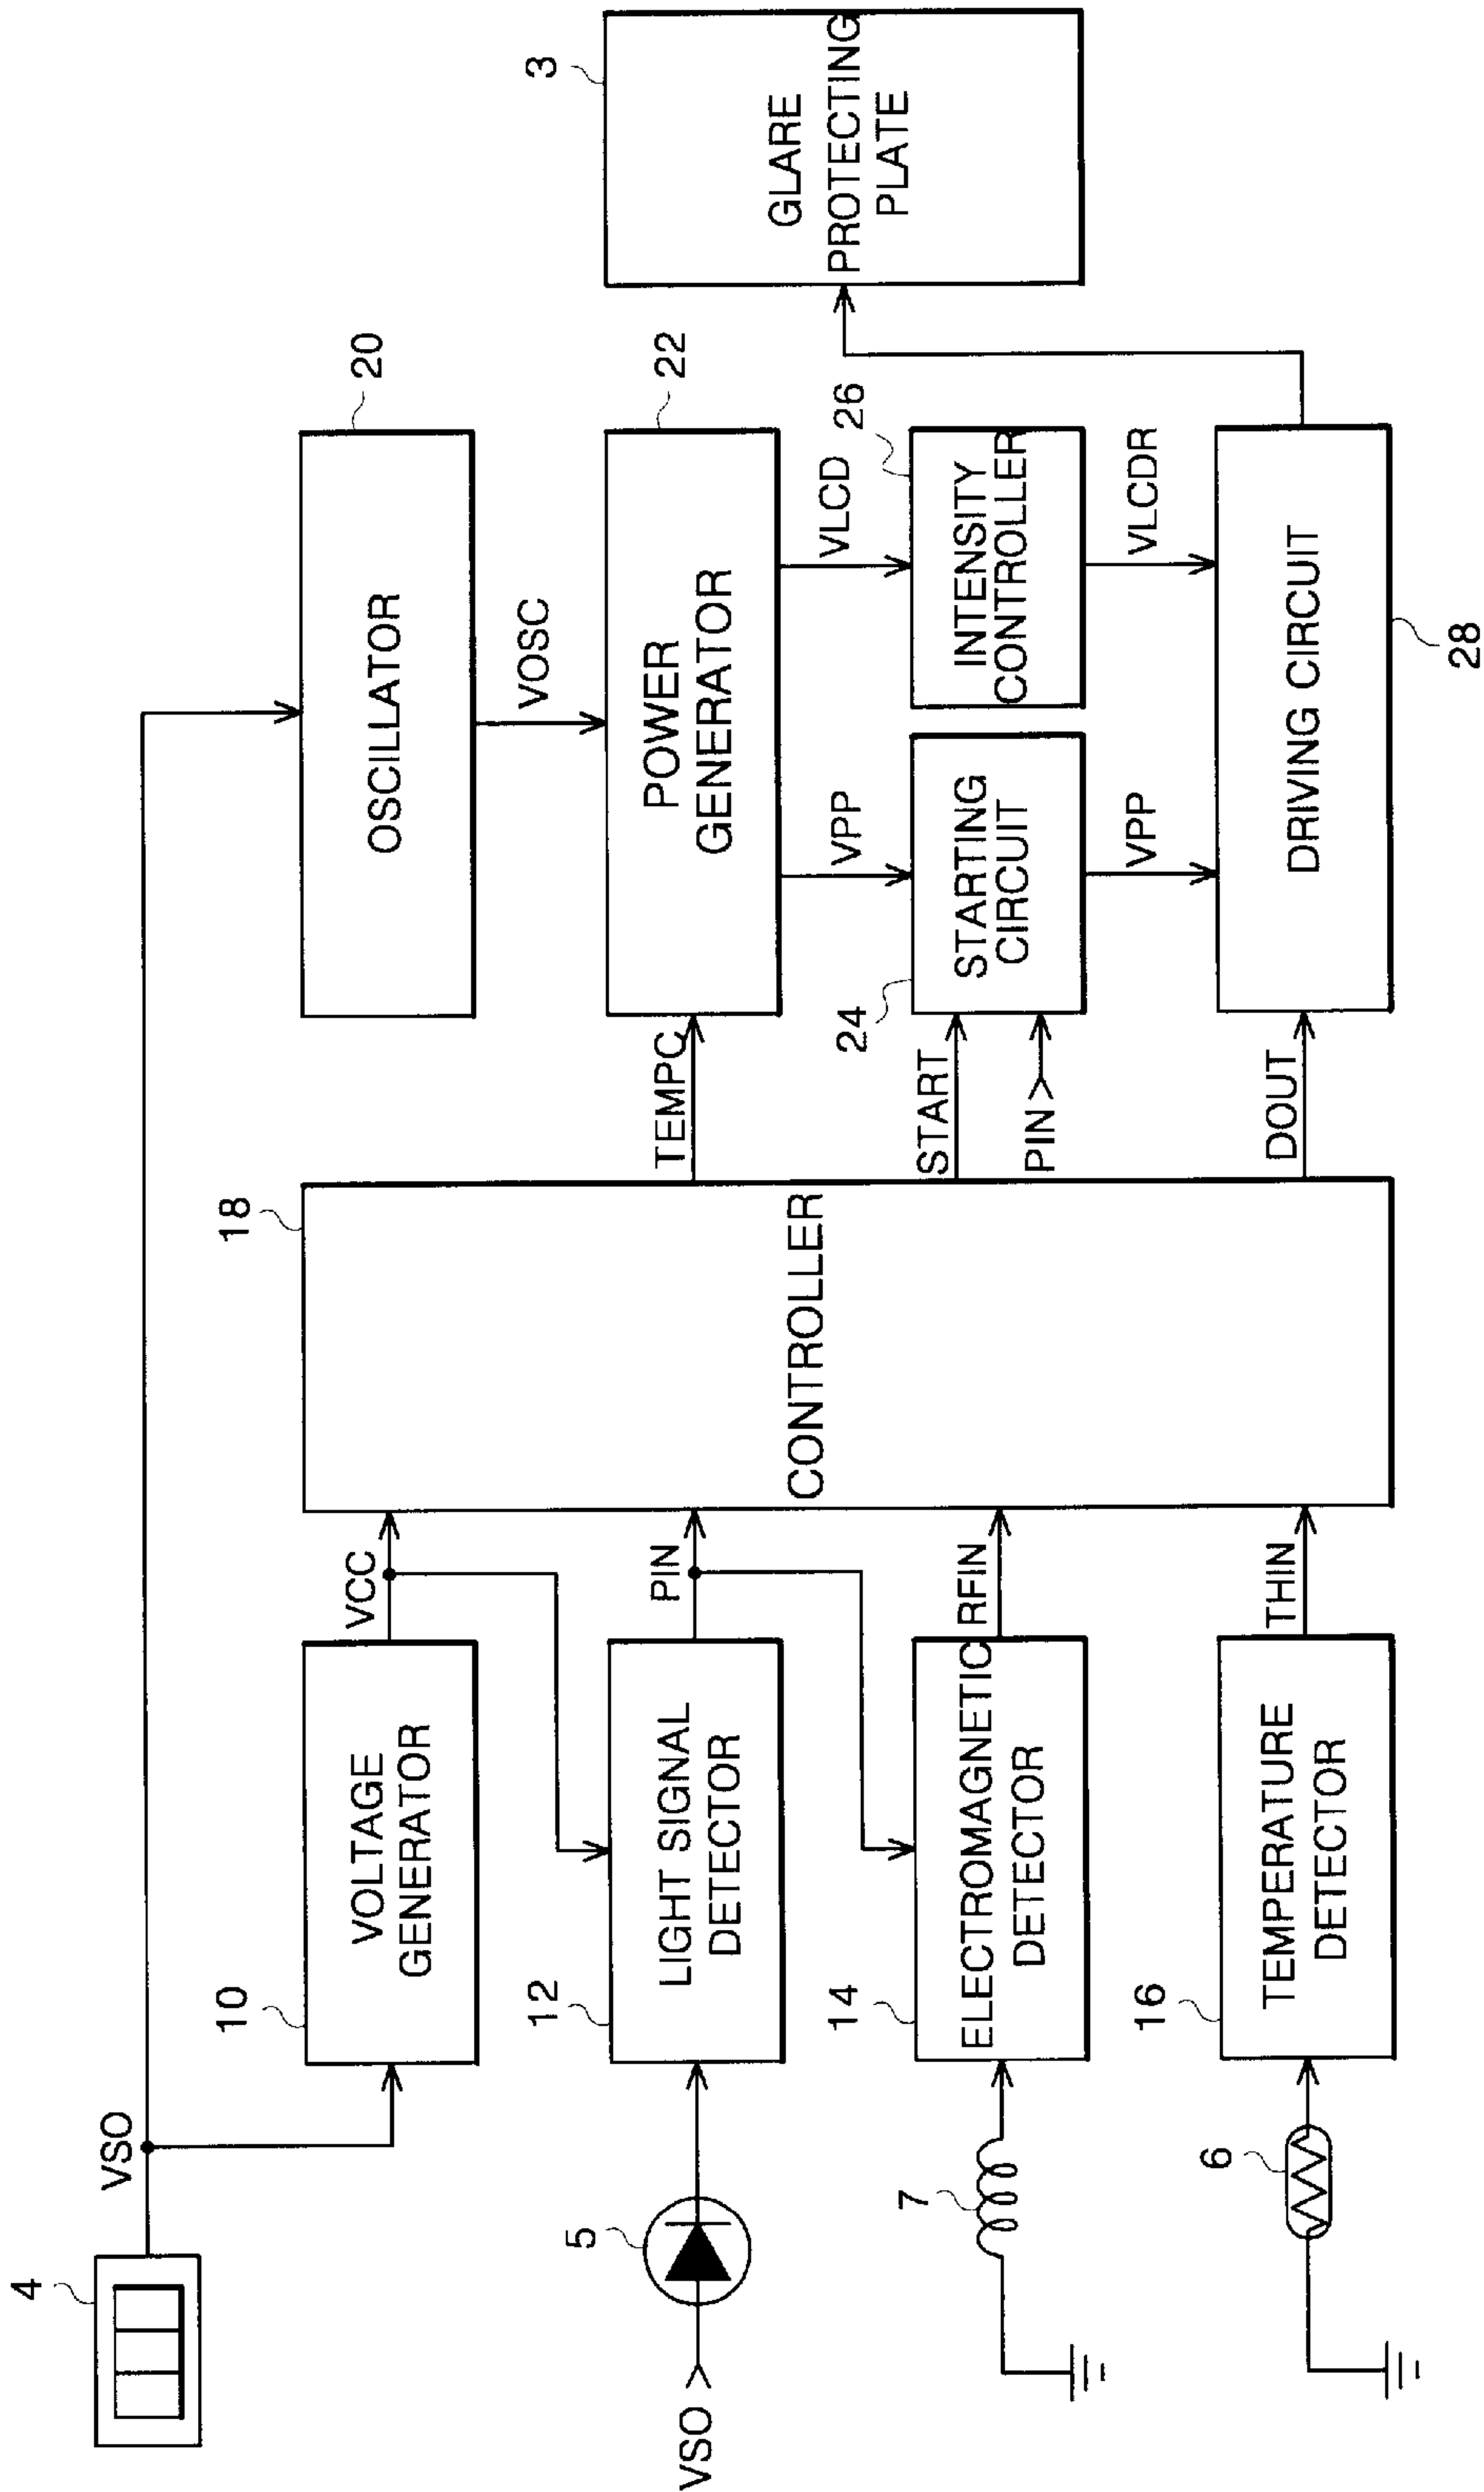 4
VSO
10
VOLTAGE
GENERATOR
VCC
18
CONTROLLER
OSCILLATOR
20
VOSC
VSO
5
12
LIGHT SIGNAL
DETECTOR
PIN
TEMPC
POWER
GENERATOR
22
VPP
VLCD
3
GLARE
PROTECTING
PLATE
7
14
ELECTROMAGNETIC
DETECTOR
RFIN
START
PIN
24
STARTING
CIRCUIT
26
INTENSITY
CONTROLLER
VPP
VLCDR
6
16
TEMPERATURE
DETECTOR
THIN
DOUT
DRIVING CIRCUIT
28